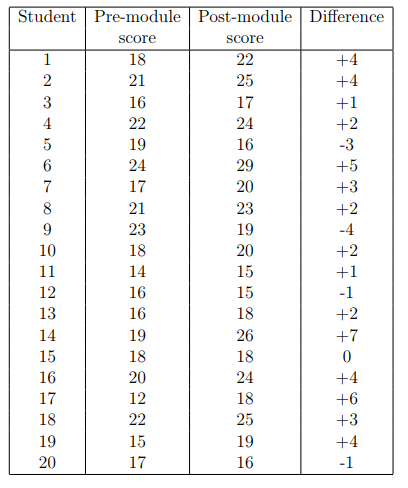 Student Pre-module Post-module Difference
score score
1 18 22 +4
2 21 25 +4
3 16 17 +1
4 22 24 +2
5 19 16 -3
6 24 29 +5
7 17 20 +3
8 21 23 +2
9 23 19 -4
10 18 20 +2
11 14 15 +1
12 16 15 -1
13 16 18 +2
14 19 26 +7
15 18 18 0
16 20 24 +4
17 12 18 +6
18 22 25 +3
19 15 19 +4
20 17 16 -1